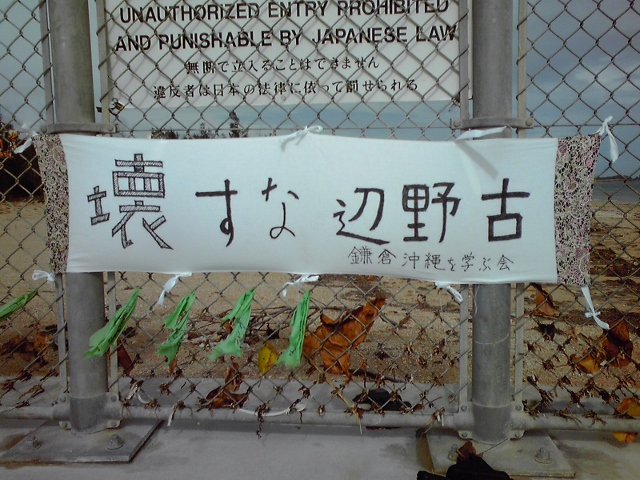 UNAUTHORIZED ENTRY PROHIBITED
AND PUNISHABLE BY JAPANESE LAW
無断で立入ることはできません
違反者は日本の法律に依って罰せられる
壊すな 辺野古
鎌倉沖縄を学ぶ会